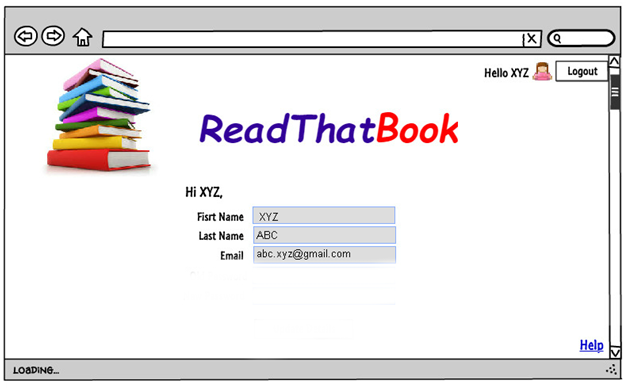 Hello XYZ Logout
ReadThatBook
Hi XYZ,
Fisrt Name XYZ
Last Name ABC
Email abc.xyz@gmail.com
Help
LOADING...